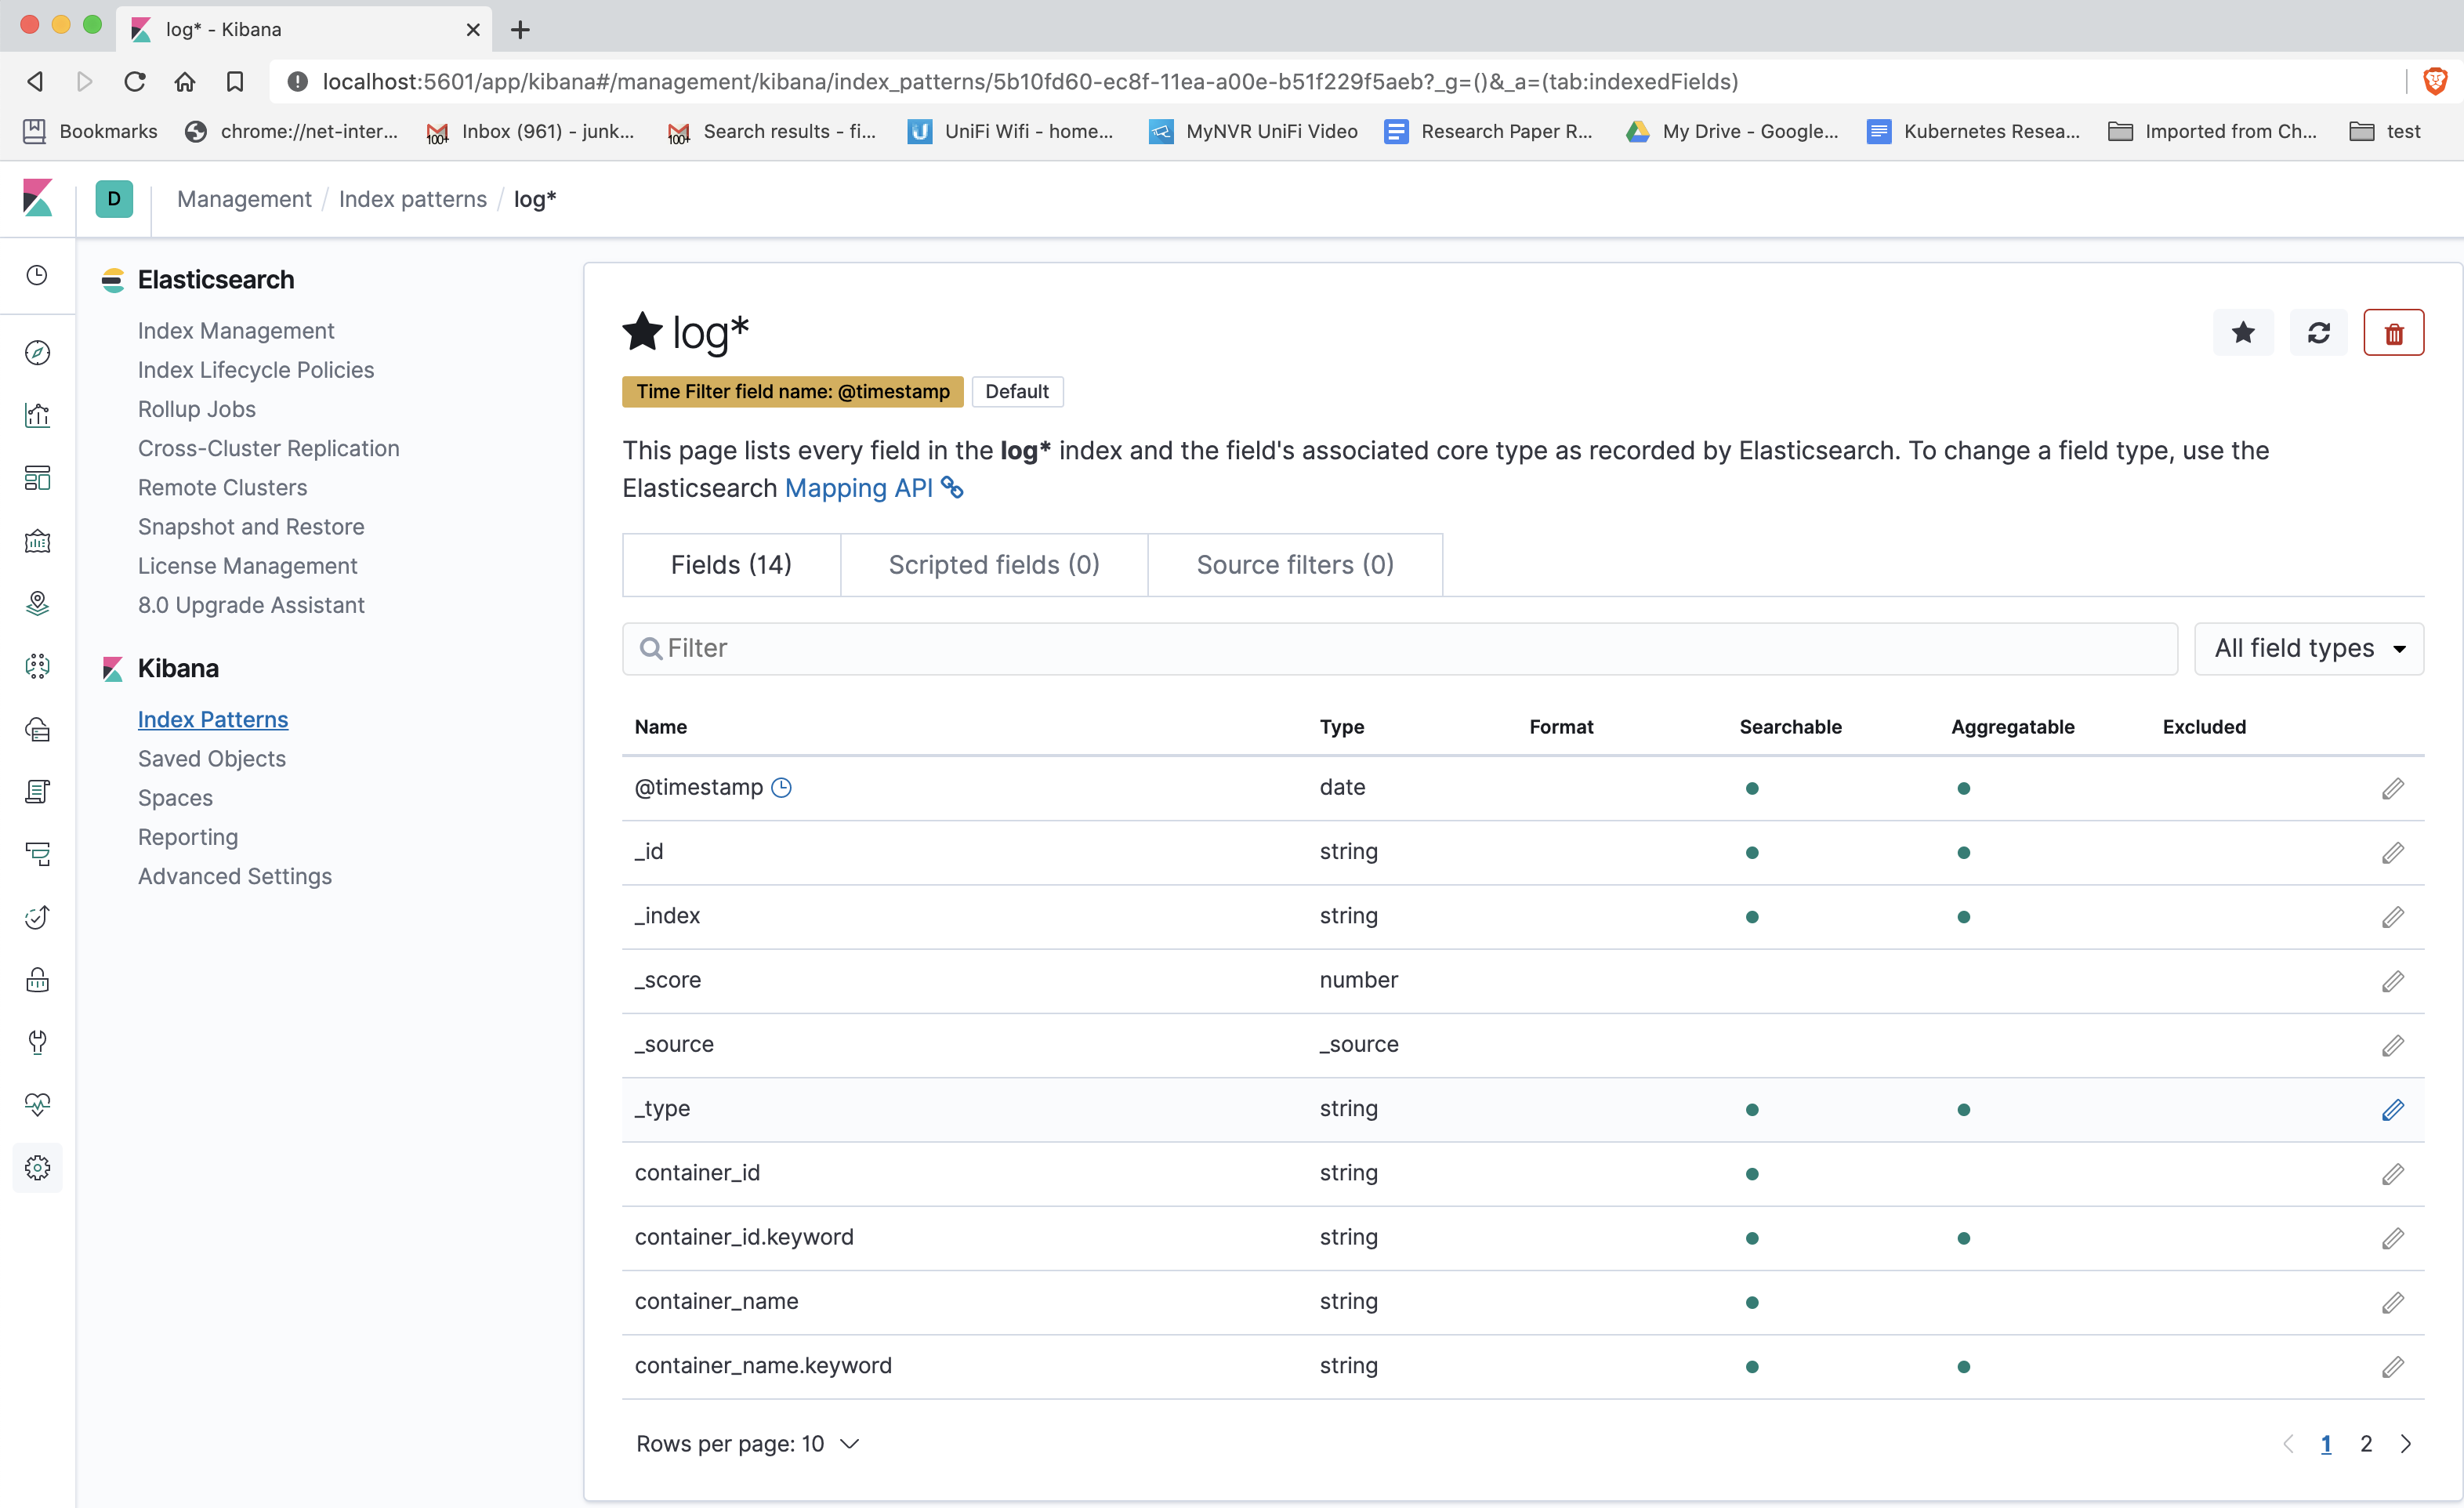 log* - Kibana
localhost:5601/app/kibana#/management/kibana/index_patterns/5b10fd60-ec8f-11ea-a00e-b51f229f5aeb?_g=()&_a=(tab:indexedFields)
Bookmarks chrome://net-inter... 100+ Inbox (961) - junk... 100+ Search results - fi... UniFi Wifi - home... MyNVR UniFi Video Research Paper R... My Drive - Google... Kubernetes Resea... Imported from Ch... test
D Management / Index patterns / log*
Elasticsearch
Index Management
Index Lifecycle Policies
Rollup Jobs
Cross-Cluster Replication
Remote Clusters
Snapshot and Restore
License Management
8.0 Upgrade Assistant
Kibana
Index Patterns
Saved Objects
Spaces
Reporting
Advanced Settings
log*
Time Filter field name: @timestamp Default
This page lists every field in the log* index and the field's associated core type as recorded by Elasticsearch. To change a field type, use the
Elasticsearch Mapping API
Fields (14) Scripted fields (0) Source filters (0)
Filter All field types
Name Type Format Searchable Aggregatable Excluded
@timestamp date
_id string
_index string
_score number
_source _source
_type string
container_id string
container_id.keyword string
container_name string
container_name.keyword string
Rows per page: 10 1 2